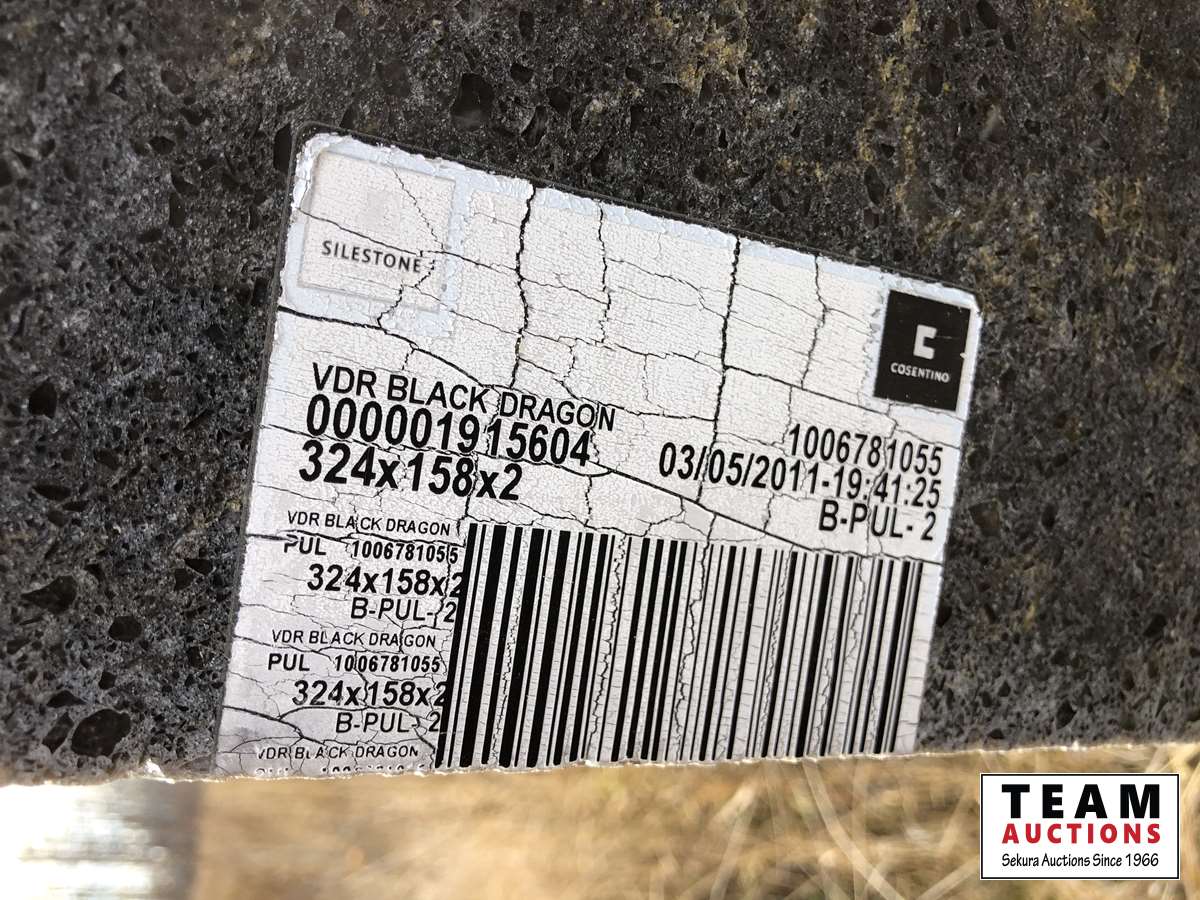 SILESTONE
COSENTINO
VDR BLACK DRAGON
000001915604
1006781055
324x158x2
03/05/2011-19:41:25
B-PUL- 2
VDR BLACK DRAGON
PUL 1006781055
324x158x2
B-PUL- 2
VDR BLACK DRAGON
PUL 1006781055
324x158x2
B-PUL- 2
VDR BLACK DRAGON
TEAM
AUCTIONS
Sekura Auctions Since 1966